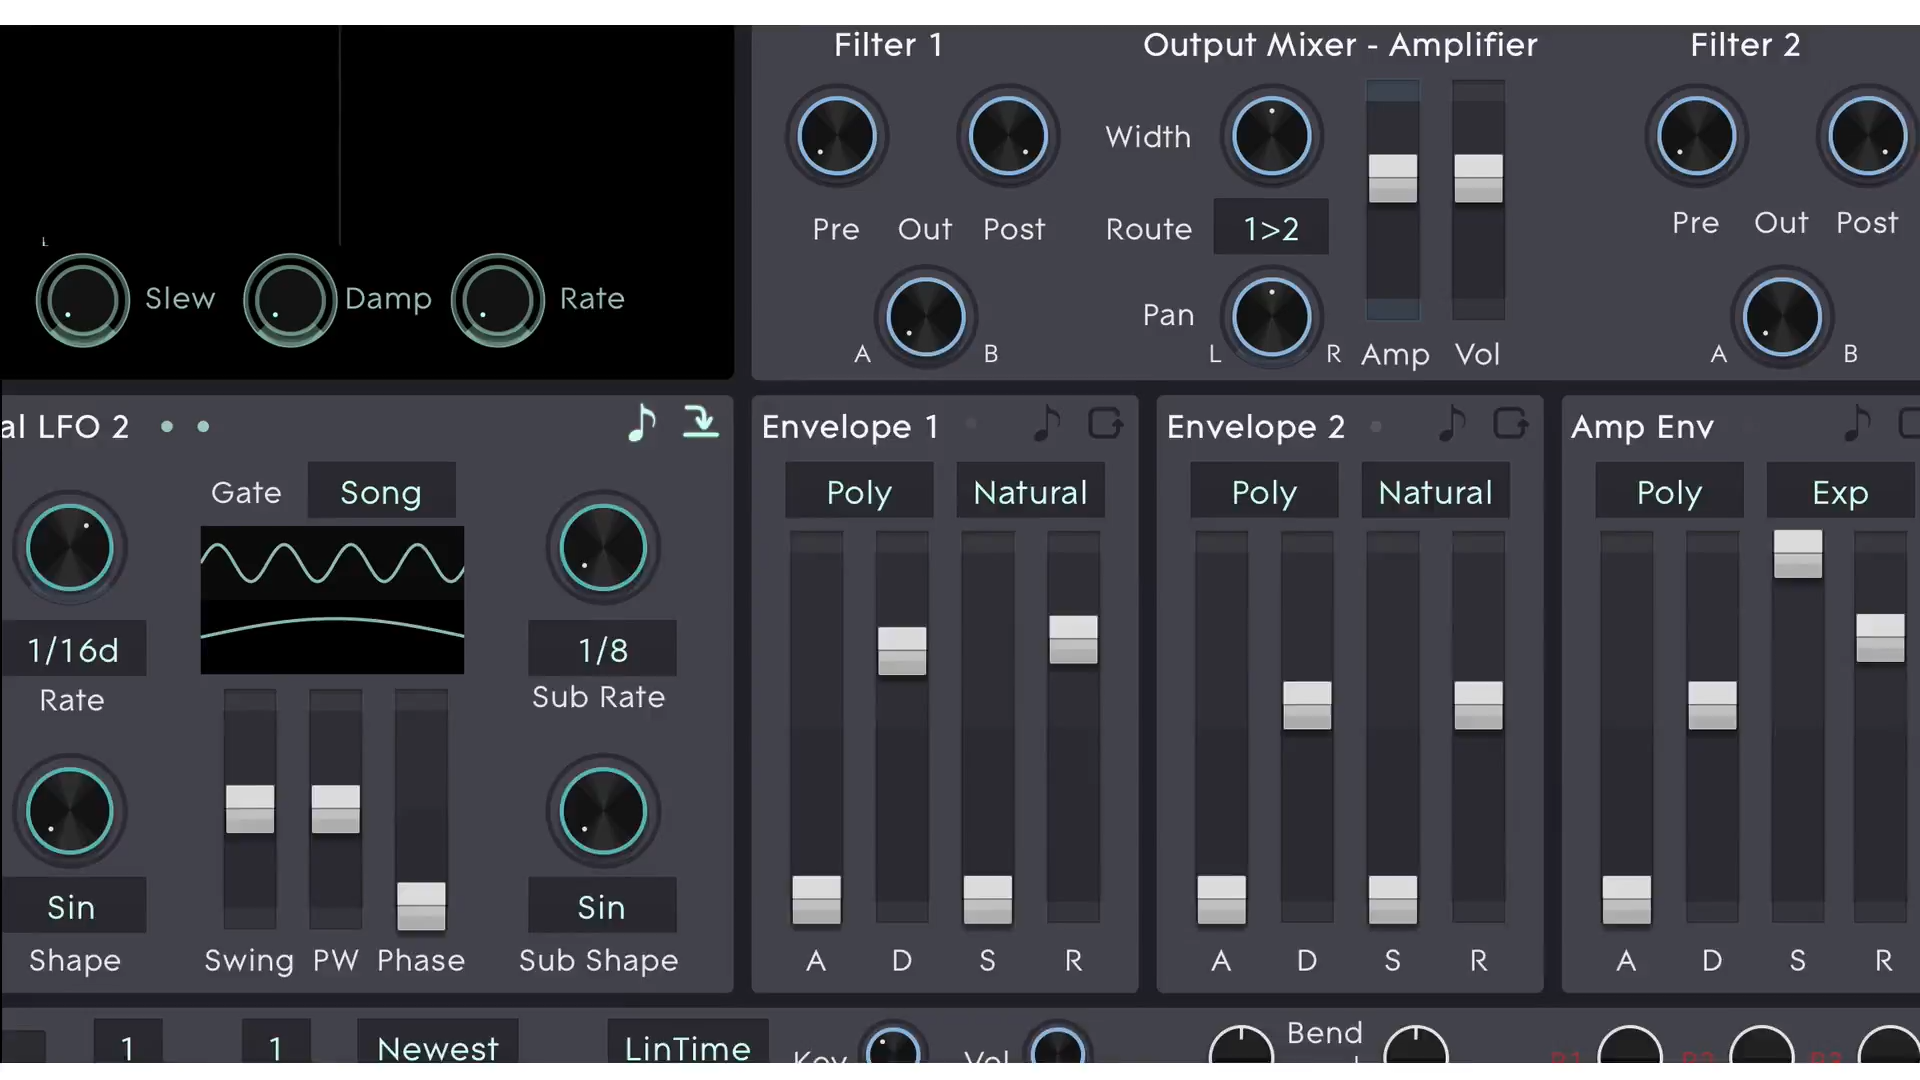 Filter 1
Output Mixer - Amplifier
Filter 2
Width
Pre Out Post
Route 1>2
Pre Out Post
L
Slew Damp Rate
Pan
A B
L R Amp Vol
A B
al LFO 2
Gate Song
1/16d
Rate
1/8
Sub Rate
Sin
Shape
Swing PW Phase
Sin
Sub Shape
Envelope 1
Poly Natural
A D S R
Envelope 2
Poly Natural
A D S R
Amp Env
Poly Exp
A D S R
1 1 Newest LinTime Key Vel Bend